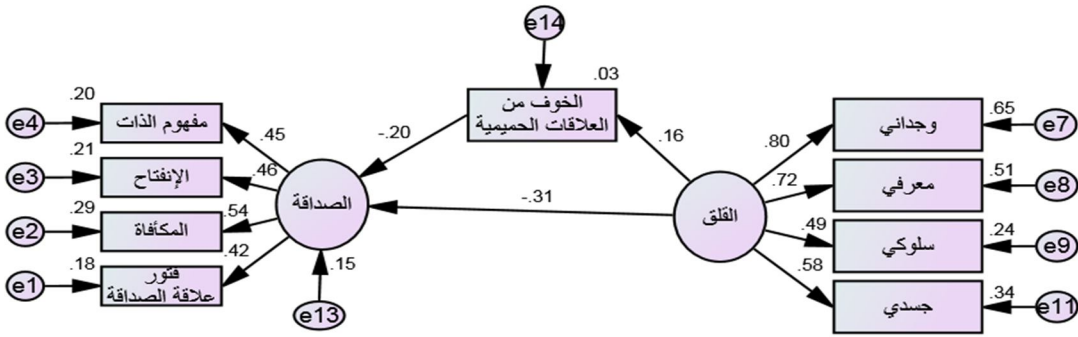 e14
.03
الخوف من
العلاقات الحميمية
.20
e4
مفهوم الذات
.45
-.20
.16
.80
وجداني
.65
e7
.21
e3
الإنفتاح
.46
الصداقة
-.31
القلق
.72
معرفي
.51
e8
.29
e2
المكأفاة
.54
.49
سلوكي
.24
e9
.18
e1
فتور
علاقة الصداقة
.42
.15
e13
.58
جسدي
.34
e11